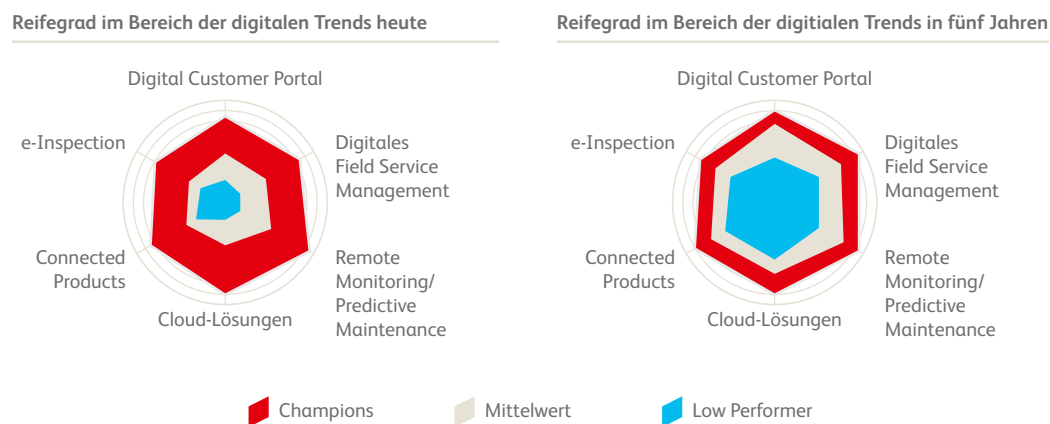 Reifegrad im Bereich der digitalen Trends heute
Digital Customer Portal
e-Inspection
Digitales
Field Service
Management
Connected
Products
Remote
Monitoring/
Predictive
Maintenance
Cloud-Lösungen
Reifegrad im Bereich der digitialen Trends in fünf Jahren
Digital Customer Portal
e-Inspection
Digitales
Field Service
Management
Connected
Products
Remote
Monitoring/
Predictive
Maintenance
Cloud-Lösungen
Champions
Mittelwert
Low Performer